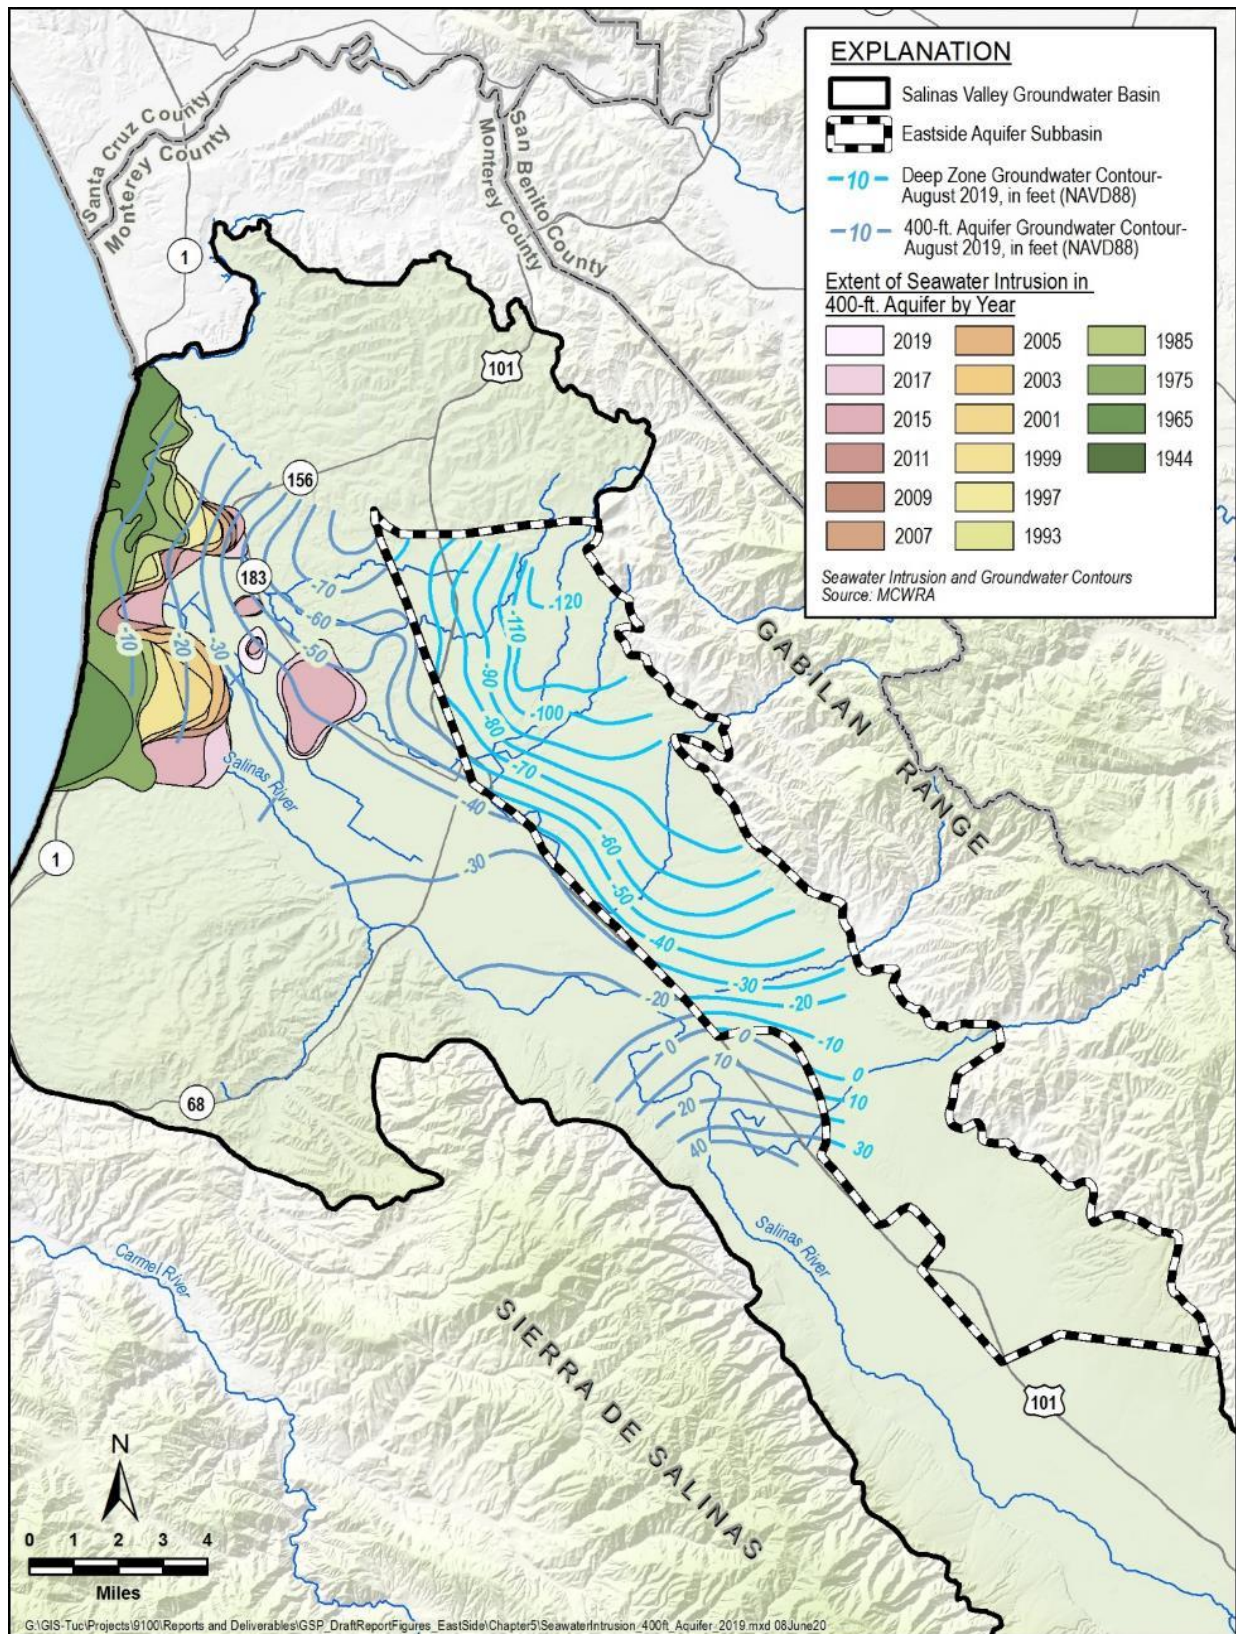 EXPLANATION
Salinas Valley Groundwater Basin
Eastside Aquifer Subbasin
10
Deep Zone Groundwater Contour-
August 2019, in feet (NAVD88)
10
400-ft. Aquifer Groundwater Contour-
August 2019, in feet (NAVD88)
Extent of Seawater Intrusion in
400-ft. Aquifer by Year
2019
2017
2015
2011
2009
2007
2005
2003
2001
1999
1997
1993
1985
1975
1965
1944
Seawater Intrusion and Groundwater Contours
Source: MCWRA
Santa Cruz County
Monterey County
San Benito County
Monterey County
1
101
156
183
-70
-60
-50
-10
-20
-30
-120
-110
-90
-100
-80
-70
-60
-50
-40
-30
-20
-10
0
10
30
-40
-30
-20
0
0
10
20
40
GABILAN RANGE
Salinas River
1
68
Salinas River
Carmel River
SIERRA DE SALINAS
101
N
0 1 2 3 4
Miles
G:\GIS-Tuc\Projects\9100\Reports and Deliverables\GSP_DraftReportFigures_EastSide\Chapter5\SeawaterIntrusion_400ft_Aquifer_2019.mxd 08June20